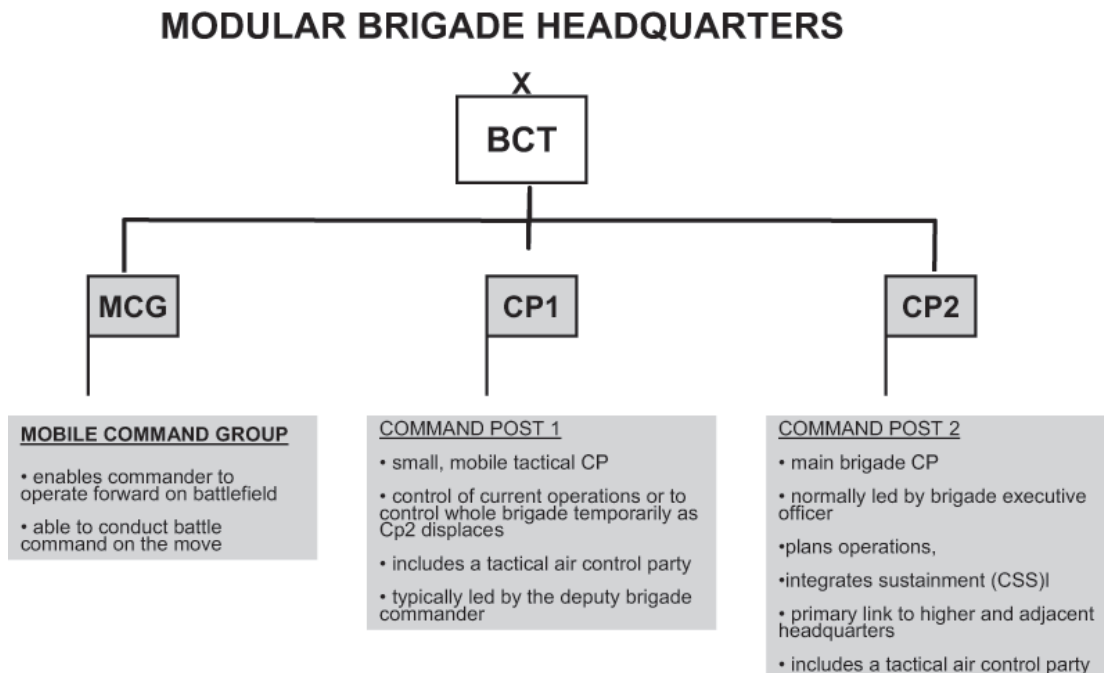 MODULAR BRIGADE HEADQUARTERS
X
BCT
MCG
CP1
CP2
MOBILE COMMAND GROUP
• enables commander to
operate forward on battlefield
• able to conduct battle
command on the move
COMMAND POST 1
• small, mobile tactical CP
• control of current operations or to
control whole brigade temporarily as
Cp2 displaces
• includes a tactical air control party
• typically led by the deputy brigade
commander
COMMAND POST 2
• main brigade CP
• normally led by brigade executive
officer
•plans operations,
•integrates sustainment (CSS)l
• primary link to higher and adjacent
headquarters
• includes a tactical air control party